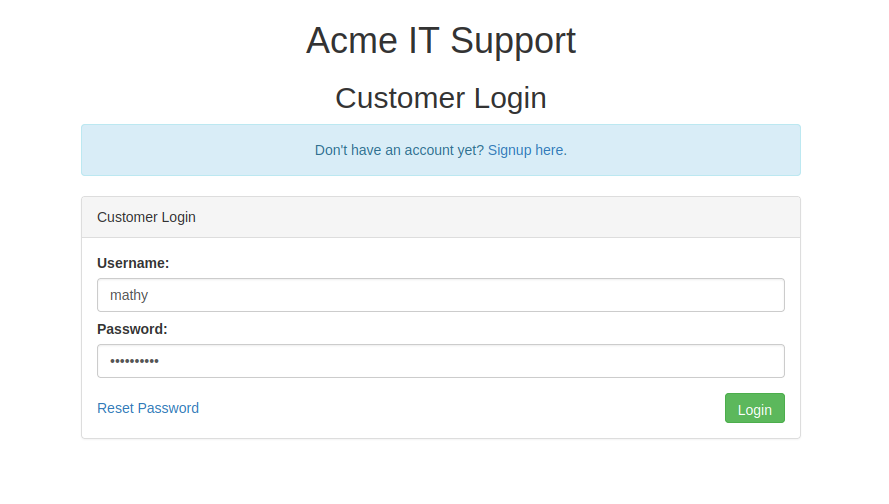 Acme IT Support
Customer Login
Don't have an account yet? Signup here.
Customer Login
Username:
mathy
Password:
••••••••••
Reset Password
Login